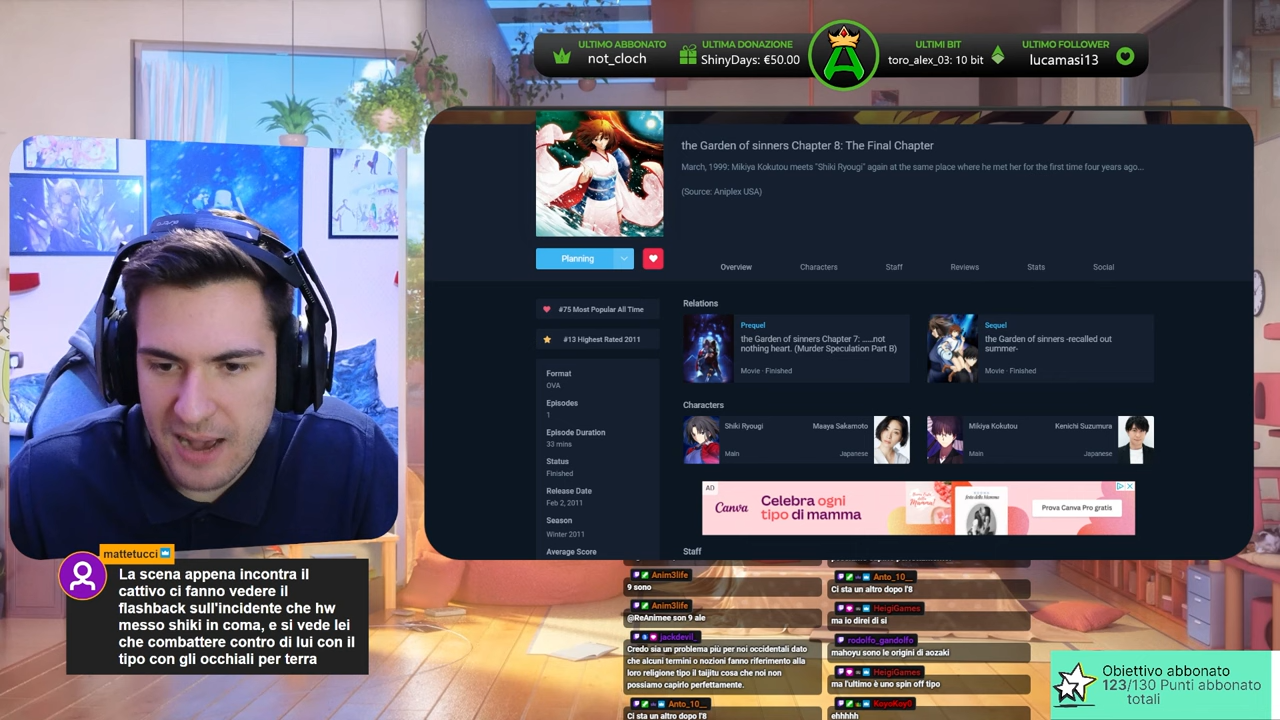 ULTIMO ABBONATO
not_cloch
ULTIMA DONAZIONE
ShinyDays: €50.00
ULTIMI BIT
toro_alex_03: 10 bit
ULTIMO FOLLOWER
lucamasi13
the Garden of sinners Chapter 8: The Final Chapter
March, 1999: Mikiya Kokutou meets "Shiki Ryougi" again at the same place where he met her for the first time four years ago...
(Source: Aniplex USA)
Planning
Overview
Characters
Staff
Reviews
Stats
Social
#75 Most Popular All Time
#13 Highest Rated 2011
Format
OVA
Episodes
1
Episode Duration
33 mins
Status
Finished
Release Date
Feb 2, 2011
Season
Winter 2011
Average Score
Relations
Prequel
the Garden of sinners Chapter 7: ......not
nothing heart. (Murder Speculation Part B)
Movie · Finished
Sequel
the Garden of sinners -recalled out
summer-
Movie · Finished
Characters
Shiki Ryougi
Maaya Sakamoto
Main
Japanese
Mikiya Kokutou
Kenichi Suzumura
Main
Japanese
AD
Canva
Celebra ogni
tipo di mamma
Prova Canva Pro gratis
Staff
mattetucci
La scena appena incontra il
cattivo ki potevo vedere il
flashback sull'incidente che hw
messo shiki in coma, e si vede lei
che combattere contro di lui con il
tipo con gli occhiali per terra
Anim3life
9 sono
Anim3life
@ReAnimee son 9 ale
jackdevil_
Credo sia un problema più per noi occidentali dato
che alcuni termini o nozioni fanno riferimento alla
loro religione tipo il taijitu cosa che noi non
possiamo capirlo perfettamente.
Anto_10__
Ci sta un altro dopo l'8
Anto_10__
Ci sta un altro dopo l'8
HeigiGames
ma io direi di si
rodolfo_gandolfo
mahoyu sono le origini di aozaki
HeigiGames
ma l'ultimo è uno spin off tipo
KoyoKoy0
ehhhhh
Obiettivo abbonato
123/130 Punti abbonato
totali